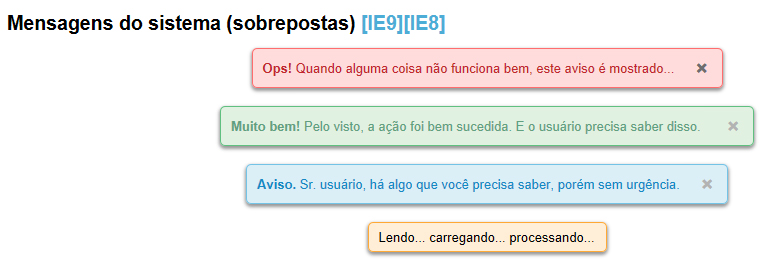 Mensagens do sistema (sobrepostas) [IE9][IE8]
Ops! Quando alguma coisa não funciona bem, este aviso é mostrado... ×
Muito bem! Pelo visto, a ação foi bem sucedida. E o usuário precisa saber disso. ×
Aviso. Sr. usuário, há algo que você precisa saber, porém sem urgência. ×
Lendo... carregando... processando...